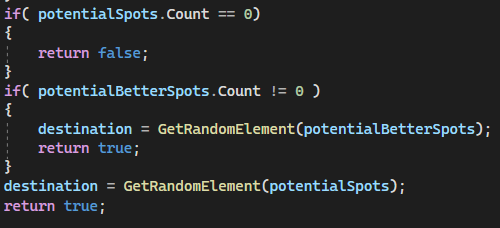 if( potentialSpots.Count == 0)
{
return false;
}
if( potentialBetterSpots.Count != 0 )
{
destination = GetRandomElement(potentialBetterSpots);
return true;
}
destination = GetRandomElement(potentialSpots);
return true;